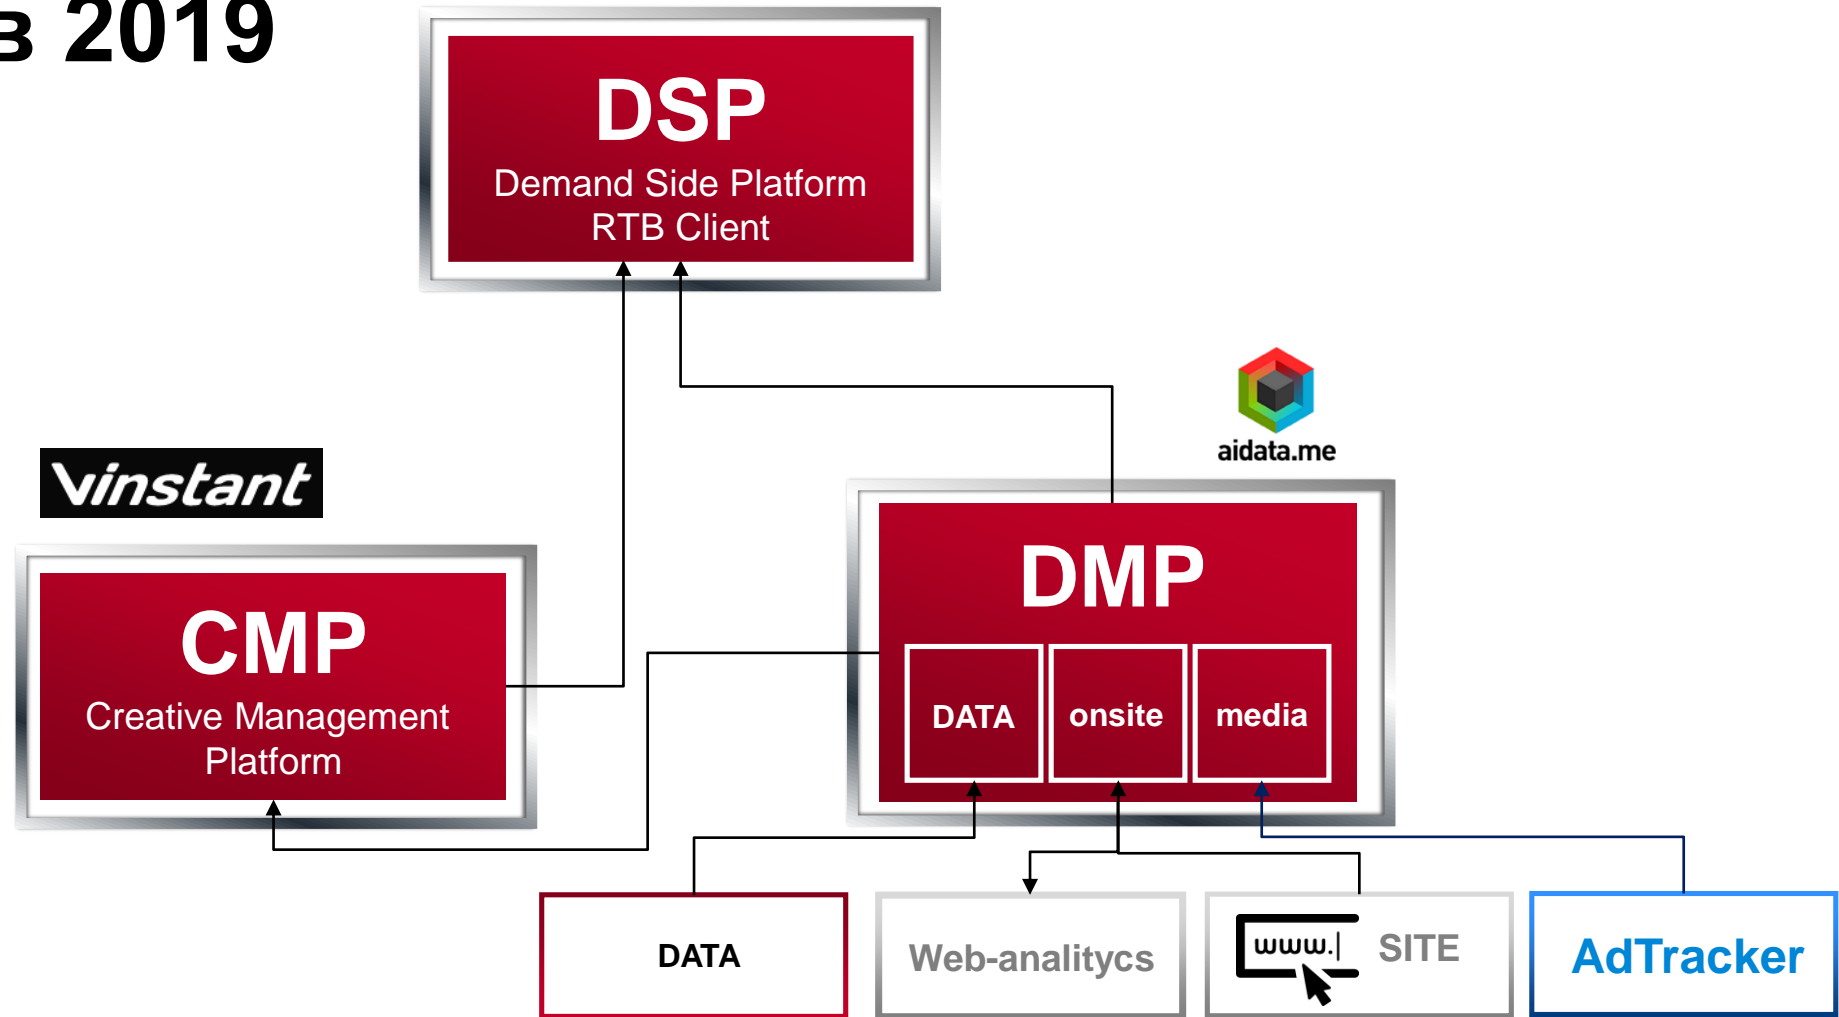 в 2019
DSP
Demand Side Platform
RTB Client
aidata.me
Vinstant
DMP
CMP
Creative Management
Platform
DATA
onsite
media
DATA
Web-analitycs
www.
SITE
AdTracker